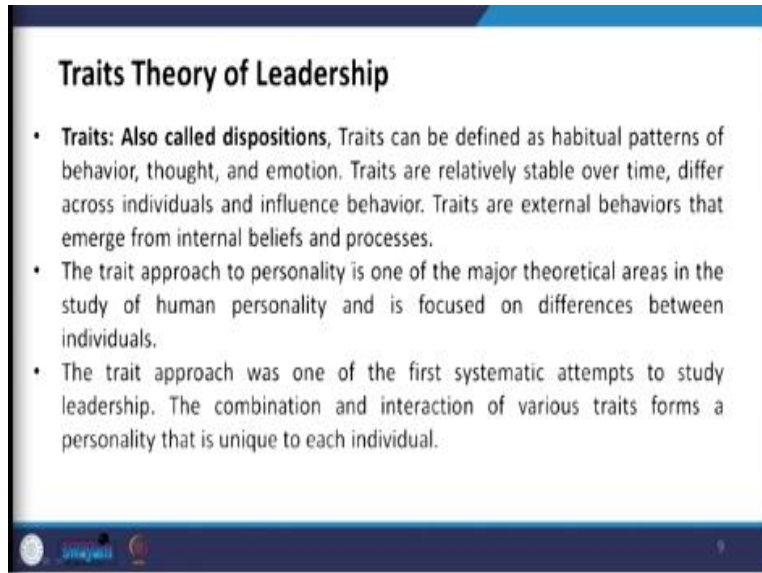 Traits Theory of Leadership
• Traits: Also called dispositions, Traits can be defined as habitual patterns of
behavior, thought, and emotion. Traits are relatively stable over time, differ
across individuals and influence behavior. Traits are external behaviors that
emerge from internal beliefs and processes.
• The trait approach to personality is one of the major theoretical areas in the
study of human personality and is focused on differences between
individuals.
• The trait approach was one of the first systematic attempts to study
leadership. The combination and interaction of various traits forms a
personality that is unique to each individual.
swayam
9